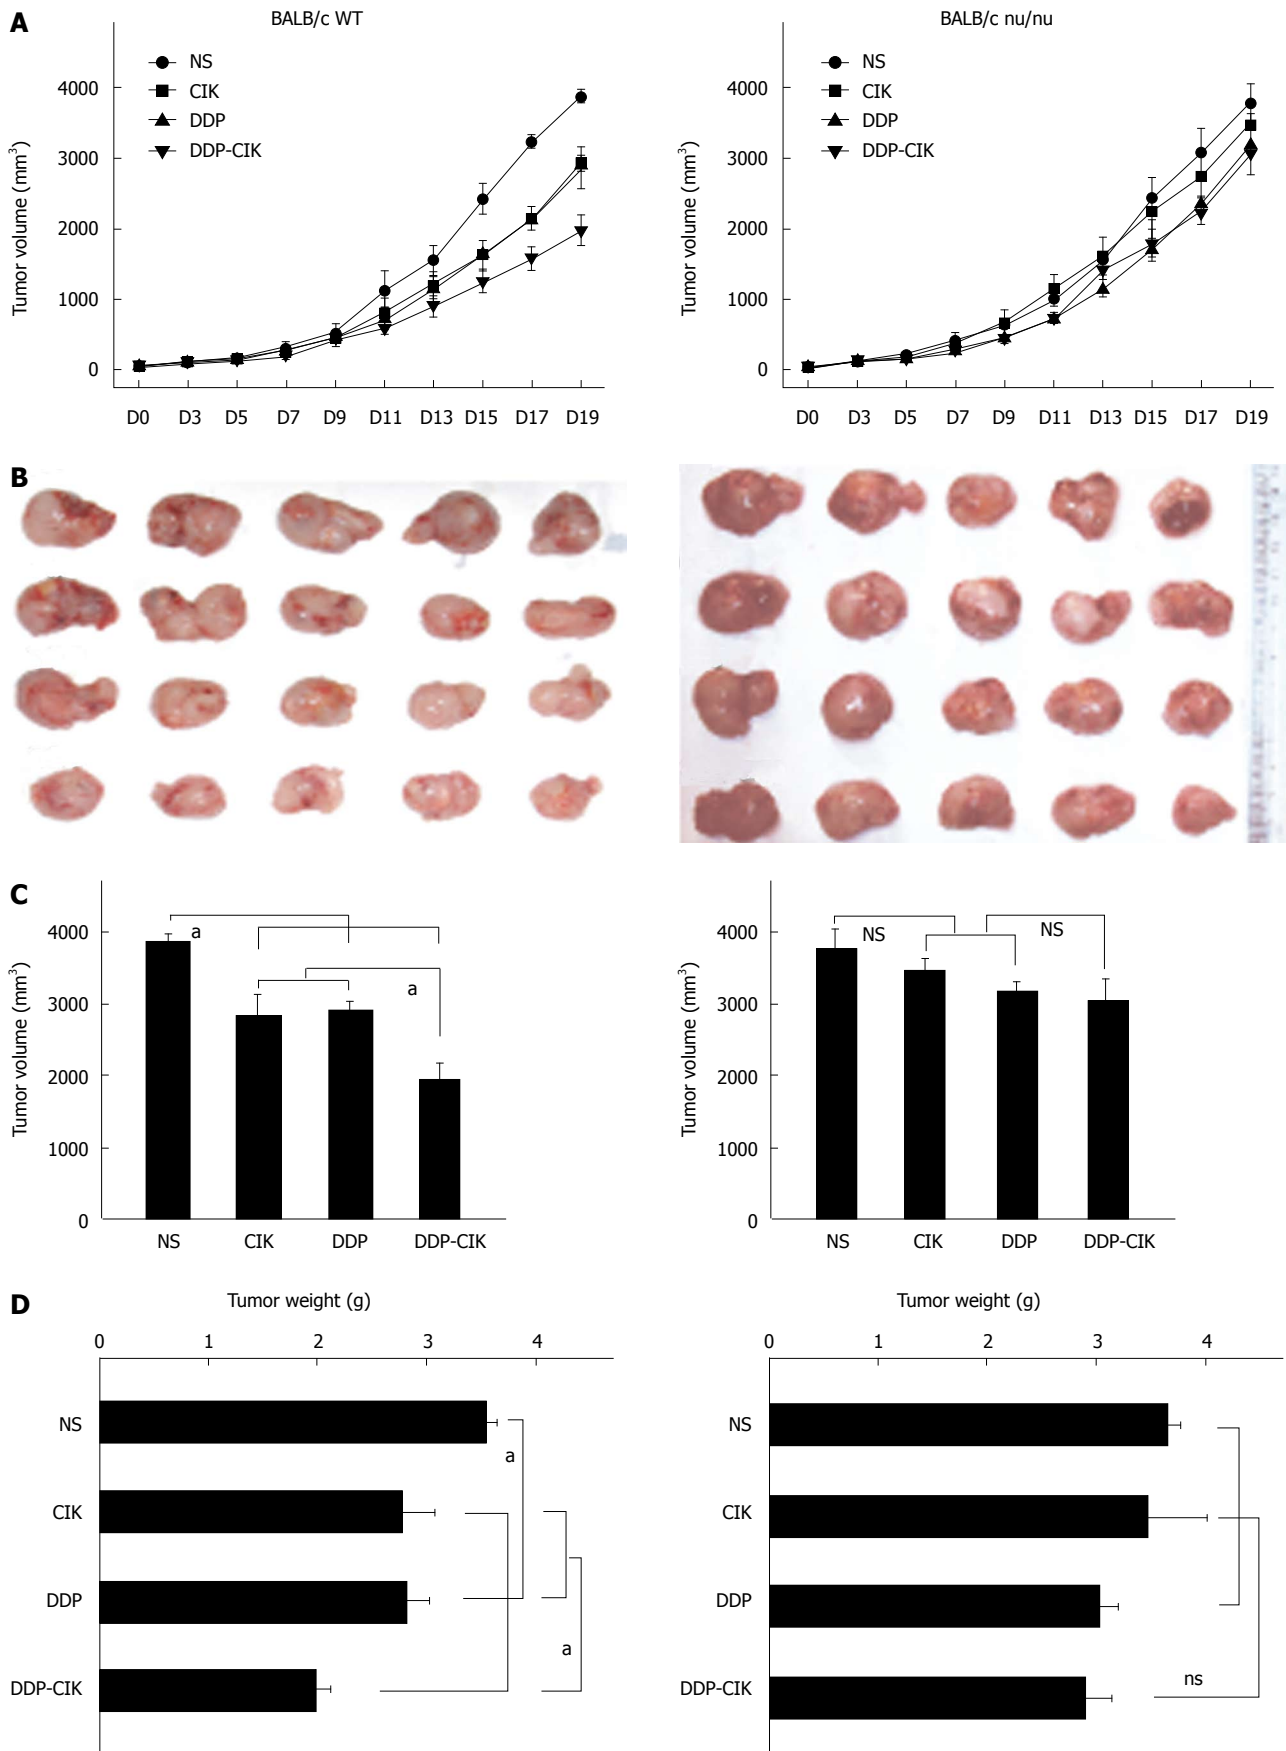 A
BALB/c WT
NS
CIK
DDP
DDP-CIK
Tumor volume (mm³)
4000
3000
2000
1000
0
D0 D3 D5 D7 D9 D11 D13 D15 D17 D19
BALB/c nu/nu
NS
CIK
DDP
DDP-CIK
Tumor volume (mm³)
4000
3000
2000
1000
0
D0 D3 D5 D7 D9 D11 D13 D15 D17 D19
B
C
Tumor volume (mm³)
4000
3000
2000
1000
0
a
a
NS CIK DDP DDP-CIK
Tumor volume (mm³)
4000
3000
2000
1000
0
NS
NS
NS CIK DDP DDP-CIK
D
Tumor weight (g)
0 1 2 3 4
NS
CIK
DDP
DDP-CIK
a
a
Tumor weight (g)
0 1 2 3 4
NS
CIK
DDP
DDP-CIK
ns